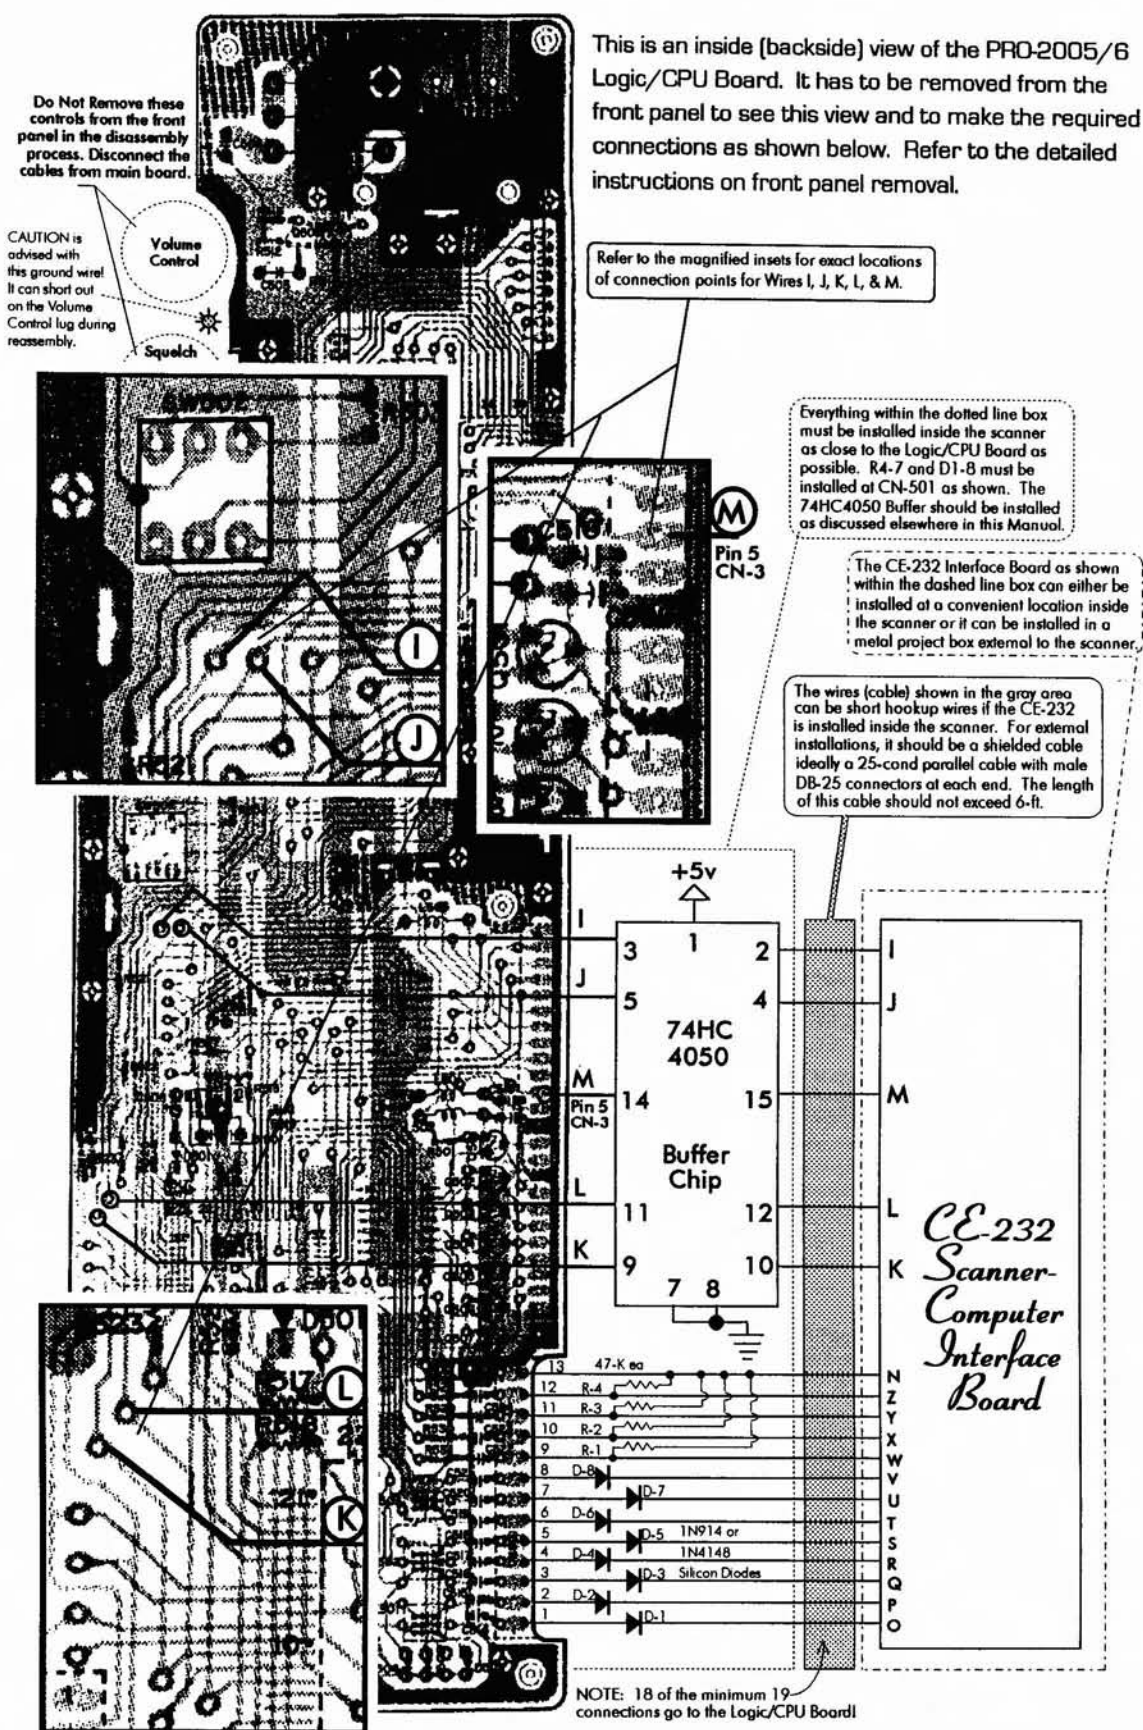 This is an inside (backside) view of the PRO-2005/6
Logic/CPU Board. It has to be removed from the
front panel to see this view and to make the required
connections as shown below. Refer to the detailed
instructions on front panel removal.
Do Not Remove these
controls from the front
panel in the disassembly
process. Disconnect the
cables from main board.
CAUTION is
advised with
this ground wire!
It can short out
on the Volume
Control lug during
reassembly.
Volume
Control
Squelch
R512
C505
Refer to the magnified insets for exact locations
of connection points for Wires I, J, K, L, & M.
SW502
I
J
C516
M
Pin 5
CN-3
Everything within the dotted line box
must be installed inside the scanner
as close to the Logic/CPU Board as
possible. R4-7 and D1-8 must be
installed at CN-501 as shown. The
74HC4050 Buffer should be installed
as discussed elsewhere in this Manual.
The CE-232 Interface Board as shown
within the dashed line box can either be
installed at a convenient location inside
the scanner or it can be installed in a
metal project box external to the scanner.
The wires (cable) shown in the gray area
can be short hookup wires if the CE-232
is installed inside the scanner. For external
installations, it should be a shielded cable
ideally a 25-cond parallel cable with male
DB-25 connectors at each end. The length
of this cable should not exceed 6-ft.
+5v
1
I 3 2 I
J 5 4 J
74HC
4050
M 14 15 M
Pin 5
CN-3
Buffer
Chip
L 11 12 L
K 9 10 K
7 8
CE-232
Scanner-
Computer
Interface
Board
R517
R518
L
K
21
10
13 47-K ea N
12 R-4 Z
11 R-3 Y
10 R-2 X
9 R-1 W
8 D-8 V
7 D-7 U
6 D-6 T
5 D-5 1N914 or S
4 D-4 1N4148 R
3 D-3 Silicon Diodes Q
2 D-2 P
1 D-1 O
NOTE: 18 of the minimum 19
connections go to the Logic/CPU Board!